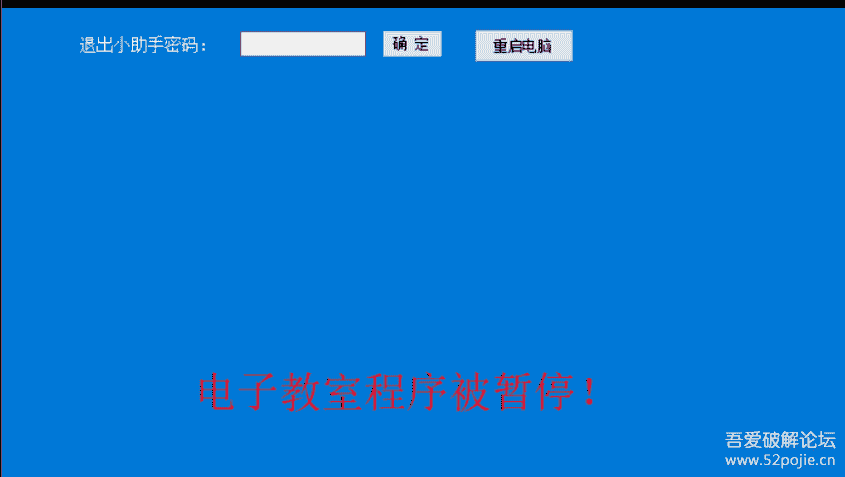 退出小助手密码：
确 定
重启电脑
电子教室程序被暂停！
吾爱破解论坛
www.52pojie.cn